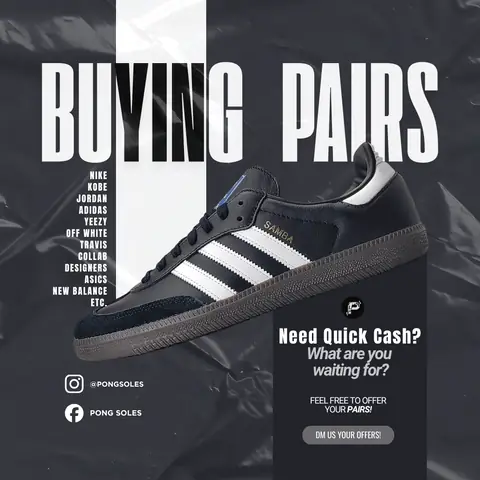 BUYING PAIRS
NIKE
KOBE
JORDAN
ADIDAS
YEEZY
OFF WHITE
TRAVIS
COLLAB
DESIGNERS
ASICS
NEW BALANCE
ETC.
SAMBA
@PONGSOLES
PONG SOLES
Need Quick Cash?
What are you
waiting for?
FEEL FREE TO OFFER
YOUR PAIRS!
DM US YOUR OFFERS!